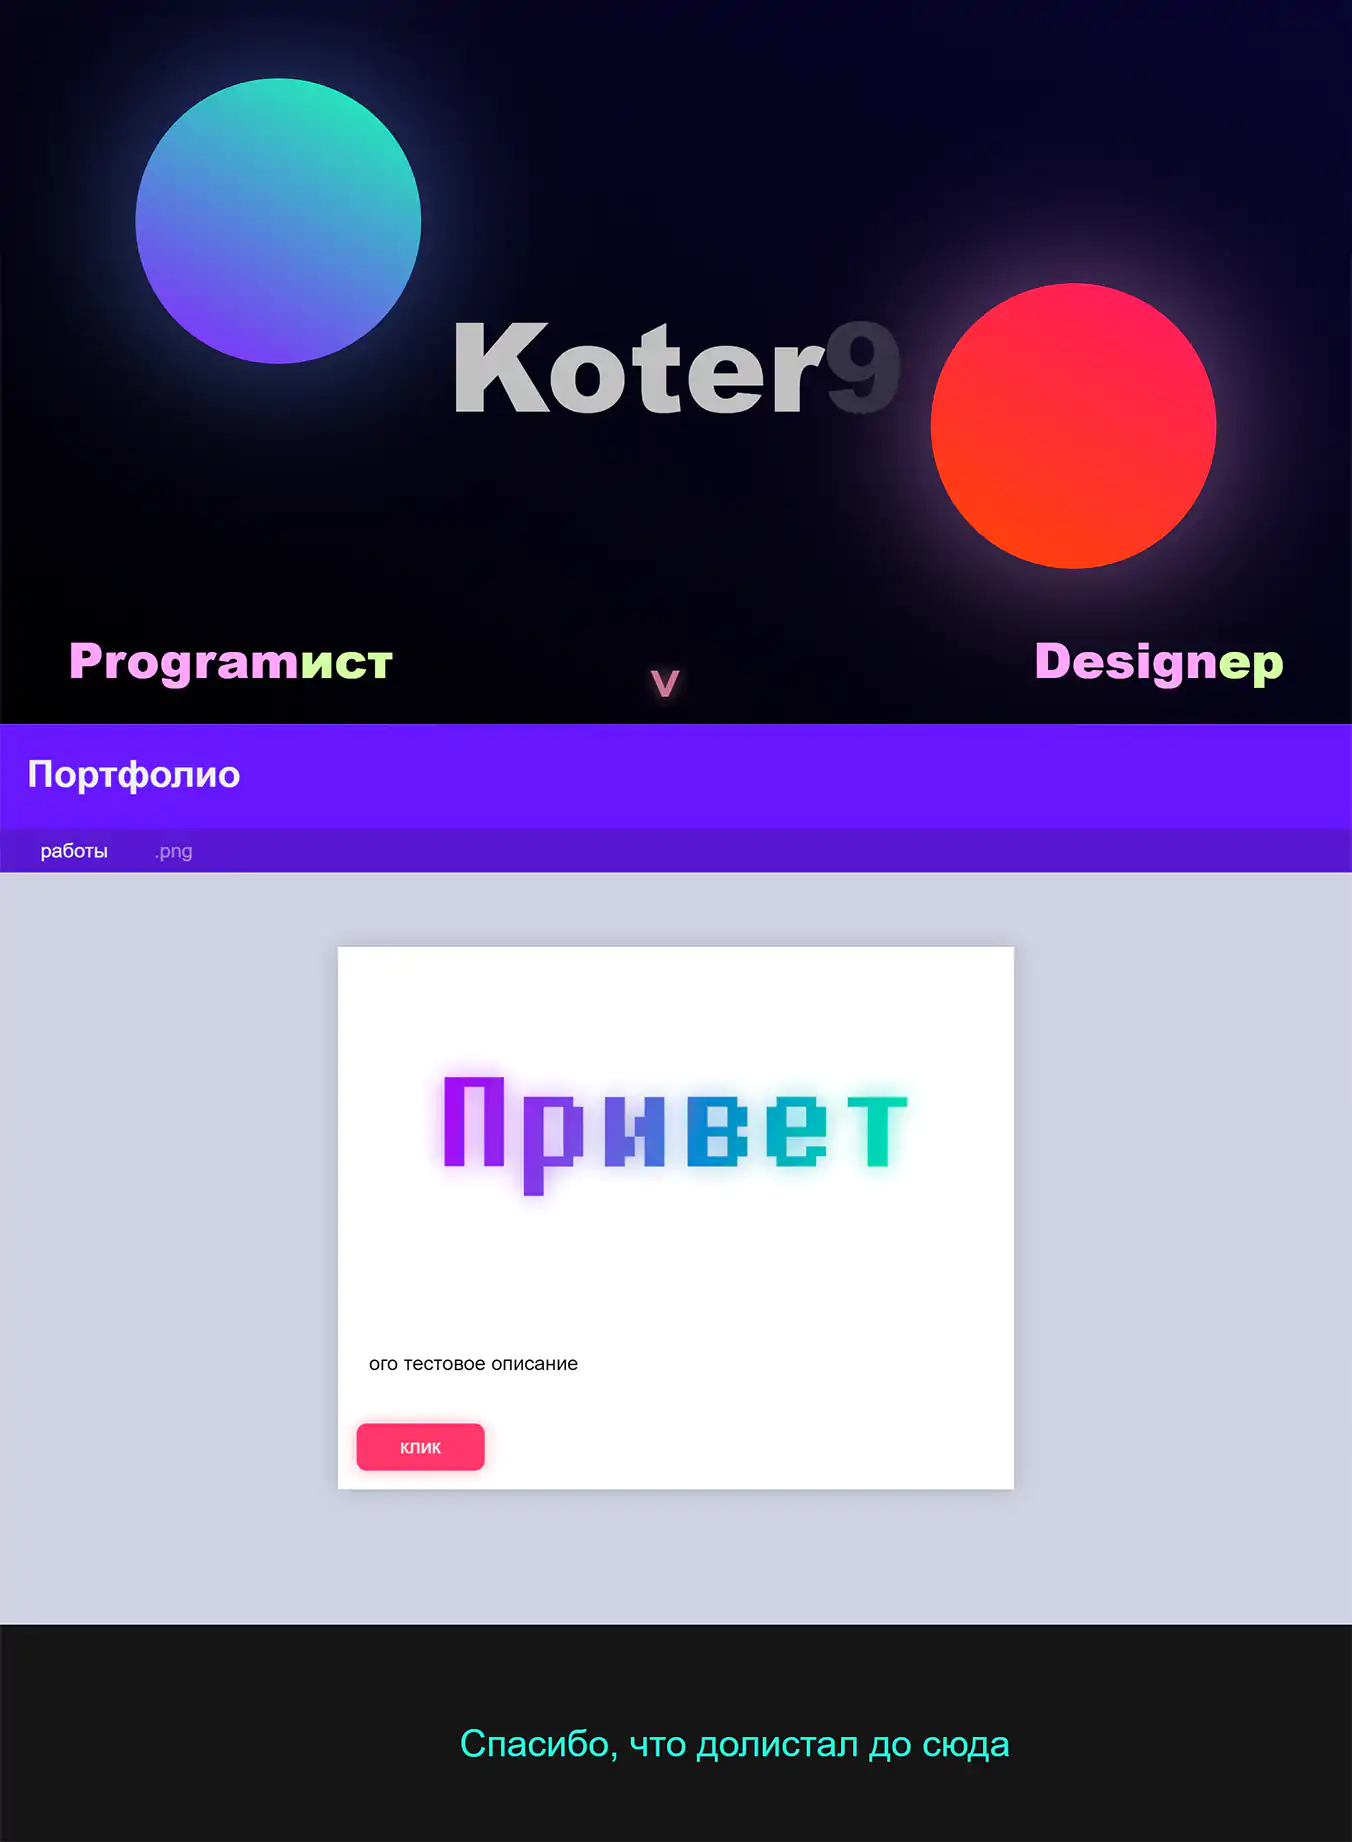 Koter9
Programист
Designер
v
Портфолио
работы .png
Привет
ого тестовое описание
клик
Спасибо, что долистал до сюда